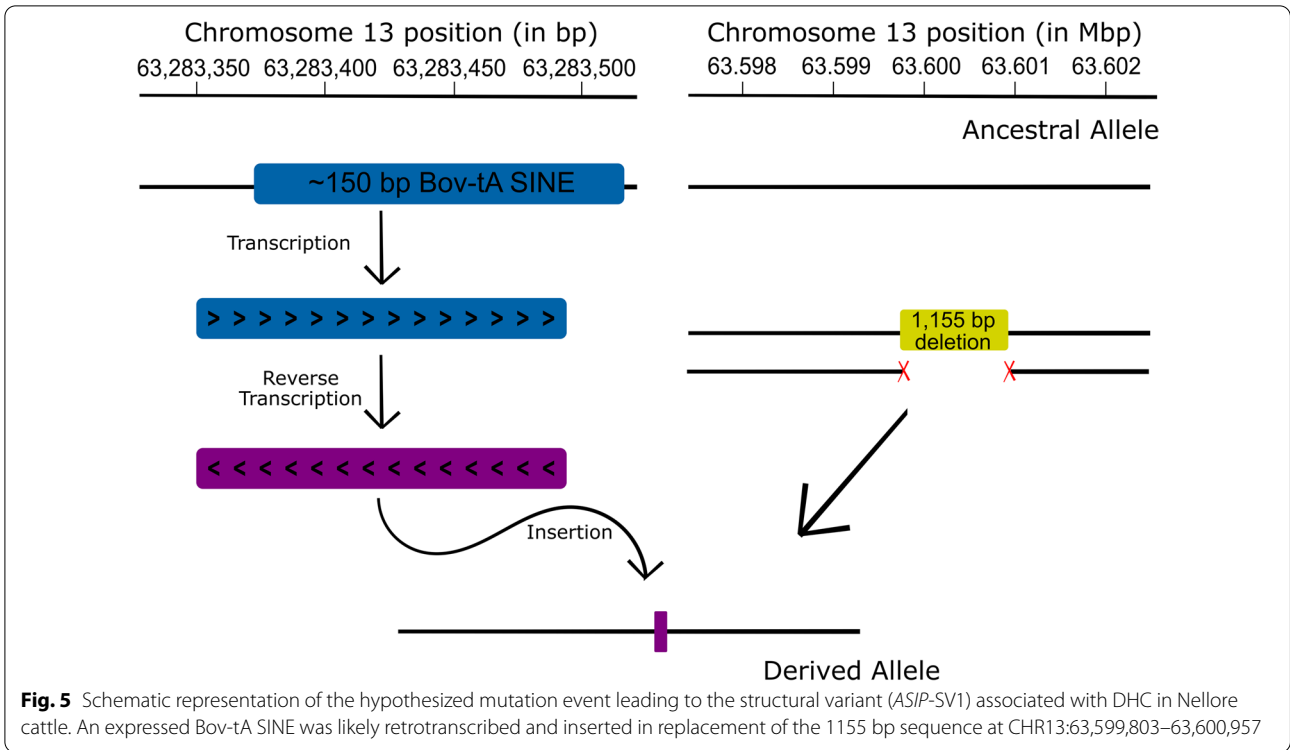 Chromosome 13 position (in bp)
63,283,350 63,283,400 63,283,450 63,283,500
Chromosome 13 position (in Mbp)
63.598 63.599 63.600 63.601 63.602
Ancestral Allele
~150 bp Bov-tA SINE
Transcription
> > > > > > > > > > > > > >
1,155 bp
deletion
X X
Reverse
Transcription
< < < < < < < < < < < < < <
Insertion
Derived Allele
Fig. 5 Schematic representation of the hypothesized mutation event leading to the structural variant (ASIP-SV1) associated with DHC in Nellore
cattle. An expressed Bov-tA SINE was likely retrotranscribed and inserted in replacement of the 1155 bp sequence at CHR13:63,599,803–63,600,957